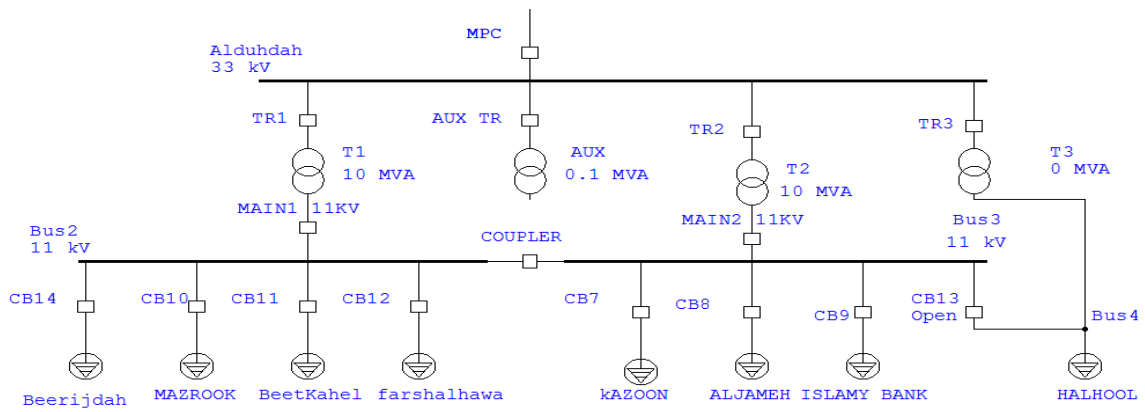 MPC
Alduhdah
33 kV
TR1
AUX TR
TR2
TR3
T1
10 MVA
AUX
0.1 MVA
T2
10 MVA
T3
0 MVA
MAIN1 11KV
MAIN2 11KV
Bus2
11 kV
COUPLER
Bus3
11 kV
CB14
CB10
CB11
CB12
CB7
CB8
CB9
CB13
Open
Bus4
Beerijdah
MAZROOK
BeetKahel
farshalhawa
kAZOON
ALJAMEH
ISLAMY BANK
HALHOOL